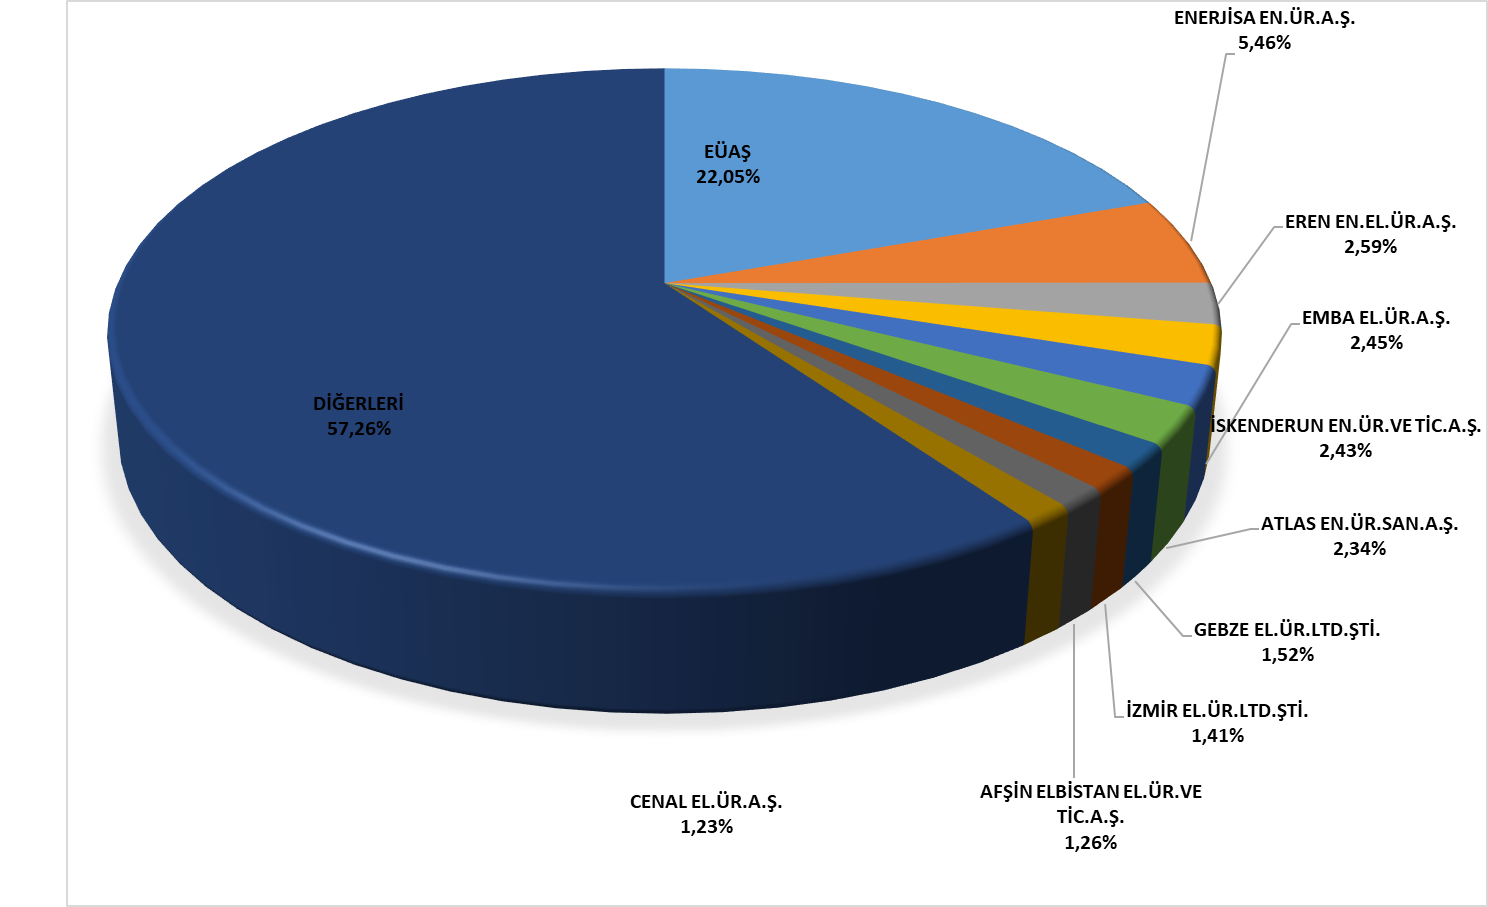 ENERJİSA EN.ÜR.A.Ş.
5,46%
EÜAŞ
22,05%
EREN EN.EL.ÜR.A.Ş.
2,59%
EMBA EL.ÜR.A.Ş.
2,45%
DİĞERLERİ
57,26%
İSKENDERUN EN.ÜR.VE TİC.A.Ş.
2,43%
ATLAS EN.ÜR.SAN.A.Ş.
2,34%
GEBZE EL.ÜR.LTD.ŞTİ.
1,52%
İZMİR EL.ÜR.LTD.ŞTİ.
1,41%
AFŞİN ELBİSTAN EL.ÜR.VE
TİC.A.Ş.
1,26%
CENAL EL.ÜR.A.Ş.
1,23%